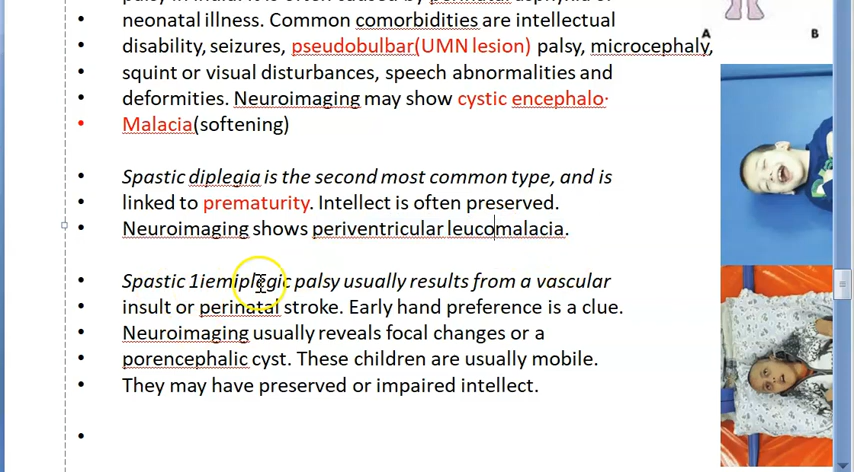 neonatal illness. Common comorbidities are intellectual
disability, seizures, pseudobulbar(UMN lesion) palsy, microcephaly,
squint or visual disturbances, speech abnormalities and
deformities. Neuroimaging may show cystic encephalo·
Malacia(softening)
Spastic diplegia is the second most common type, and is
linked to prematurity. Intellect is often preserved.
Neuroimaging shows periventricular leucomalacia.
Spastic 1iemiplegic palsy usually results from a vascular
insult or perinatal stroke. Early hand preference is a clue.
Neuroimaging usually reveals focal changes or a
porencephalic cyst. These children are usually mobile.
They may have preserved or impaired intellect.
A B